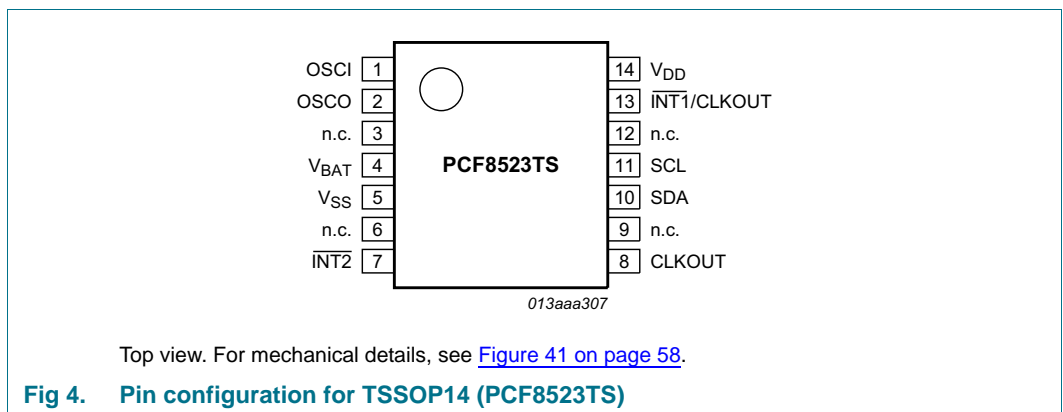 OSCI 1
OSCO 2
n.c. 3
VBAT 4
VSS 5
n.c. 6
INT2 7
PCF8523TS
14 VDD
13 INT1/CLKOUT
12 n.c.
11 SCL
10 SDA
9 n.c.
8 CLKOUT
013aaa307
Top view. For mechanical details, see Figure 41 on page 58.
Fig 4. Pin configuration for TSSOP14 (PCF8523TS)